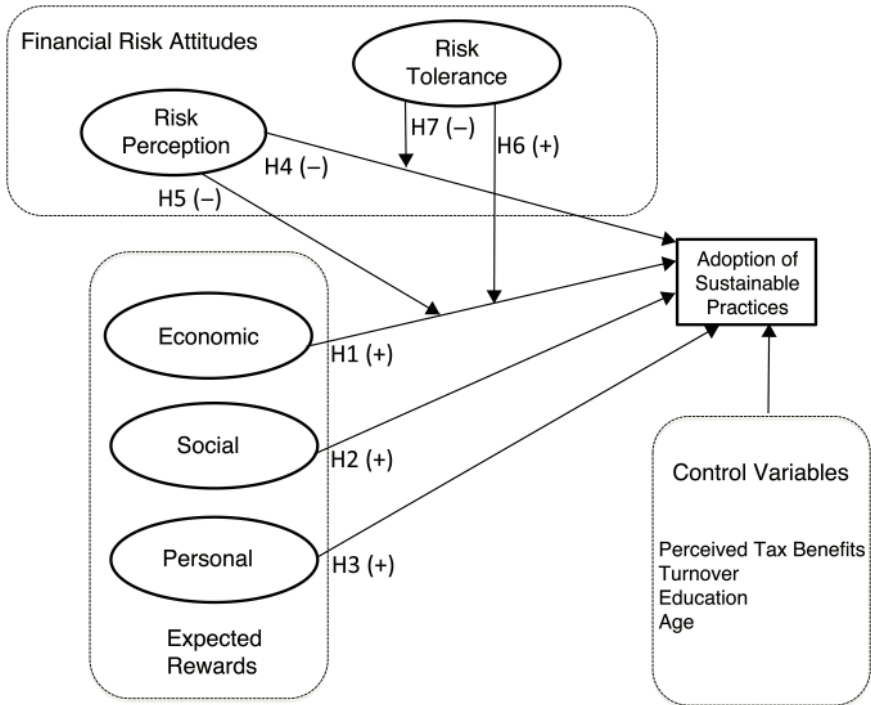 Financial Risk Attitudes
Risk
Tolerance
Risk
Perception
H7 (–)
H6 (+)
H4 (–)
H5 (–)
Adoption of
Sustainable
Practices
Economic
H1 (+)
Social
H2 (+)
Personal
H3 (+)
Expected
Rewards
Control Variables
Perceived Tax Benefits
Turnover
Education
Age